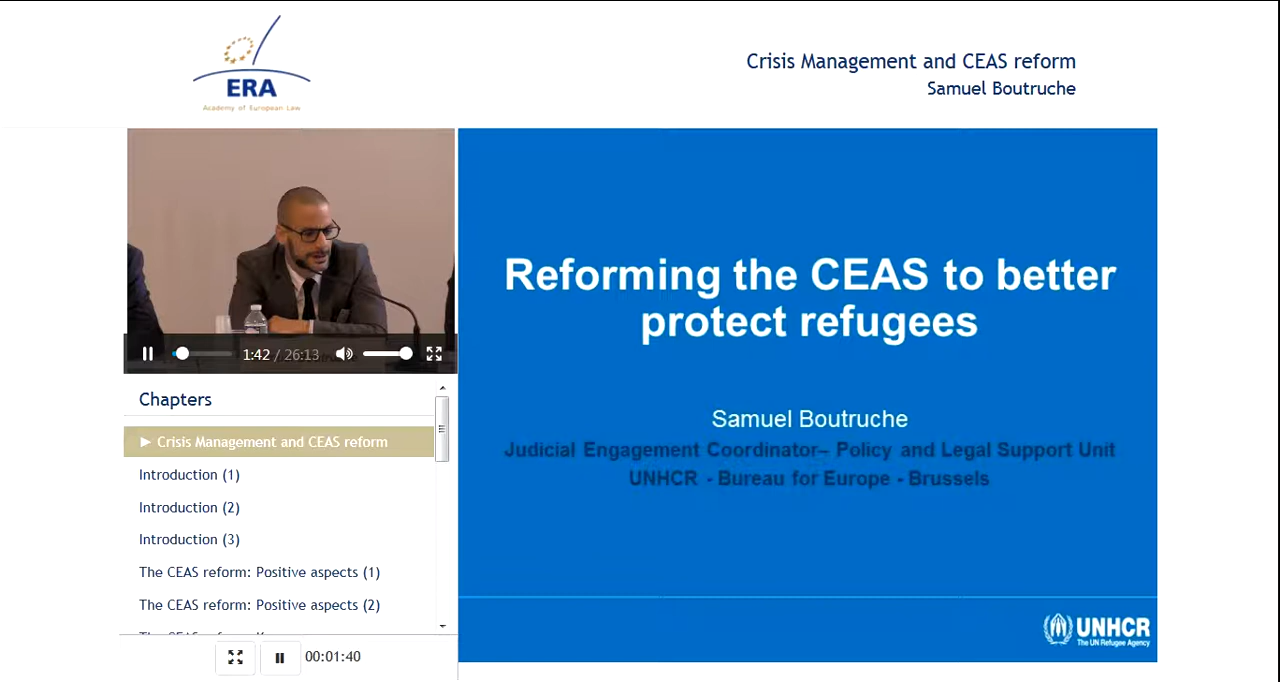 ERA
Academy of European Law
Crisis Management and CEAS reform
Samuel Boutruche
1:42 / 26:13
Chapters
► Crisis Management and CEAS reform
Introduction (1)
Introduction (2)
Introduction (3)
The CEAS reform: Positive aspects (1)
The CEAS reform: Positive aspects (2)
00:01:40
Reforming the CEAS to better
protect refugees
Samuel Boutruche
Judicial Engagement Coordinator– Policy and Legal Support Unit
UNHCR - Bureau for Europe - Brussels
UNHCR
The UN Refugee Agency